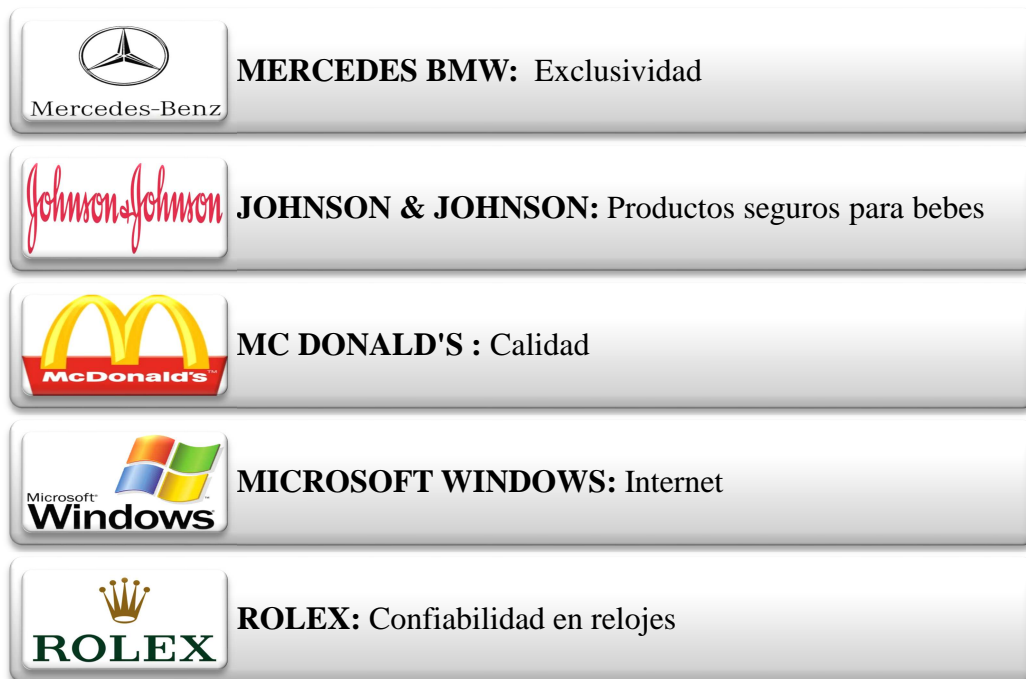 Mercedes-Benz
MERCEDES BMW: Exclusividad
Johnson & Johnson
JOHNSON & JOHNSON: Productos seguros para bebes
McDonald's™
MC DONALD'S : Calidad
Microsoft
Windows
MICROSOFT WINDOWS: Internet
ROLEX
ROLEX: Confiabilidad en relojes